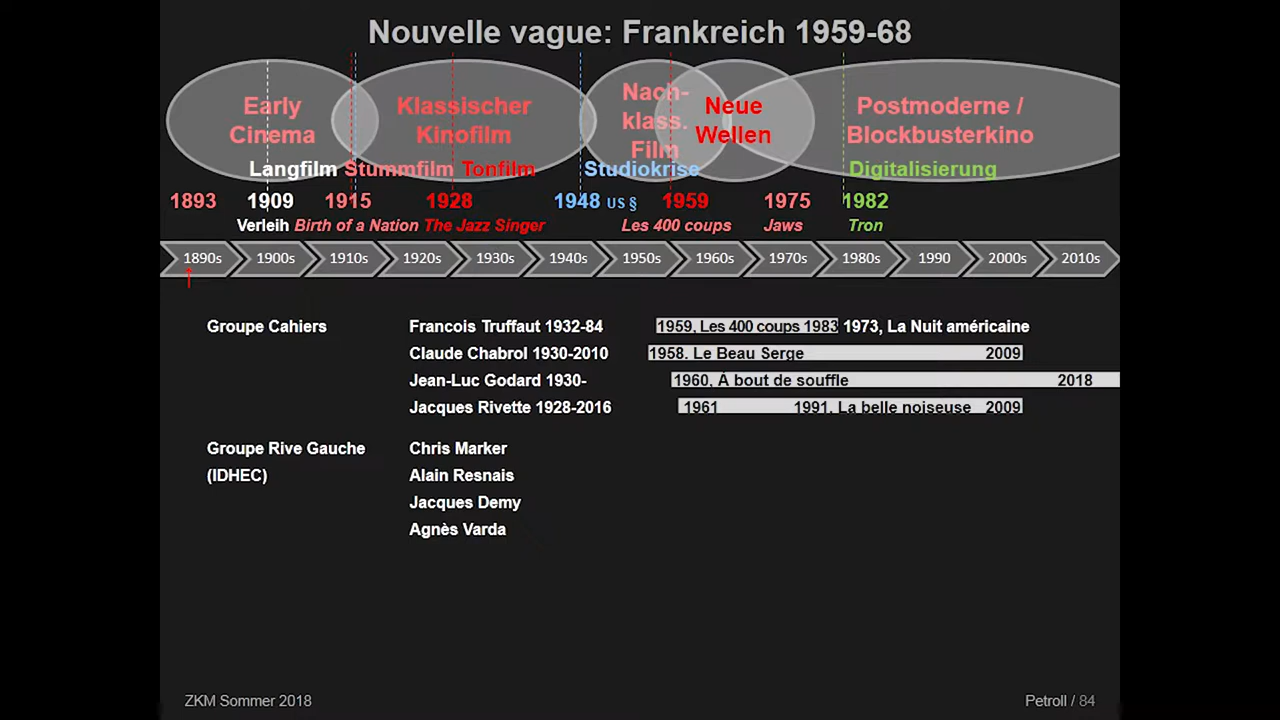 Nouvelle vague: Frankreich 1959-68
Early Cinema
Klassischer Kinofilm
Nach-klass. Film
Neue Wellen
Postmoderne / Blockbusterkino
Langfilm Stummfilm Tonfilm Studiokrise Digitalisierung
1893 1909 1915 1928 1948 US § 1959 1975 1982
Verleih Birth of a Nation The Jazz Singer Les 400 coups Jaws Tron
1890s 1900s 1910s 1920s 1930s 1940s 1950s 1960s 1970s 1980s 1990 2000s 2010s
Groupe Cahiers Francois Truffaut 1932-84 1959, Les 400 coups 1983 1973, La Nuit américaine
Claude Chabrol 1930-2010 1958. Le Beau Serge 2009
Jean-Luc Godard 1930- 1960, À bout de souffle 2018
Jacques Rivette 1928-2016 1961 1991, La belle noiseuse 2009
Groupe Rive Gauche Chris Marker
(IDHEC) Alain Resnais
Jacques Demy
Agnès Varda
ZKM Sommer 2018 Petroll / 84